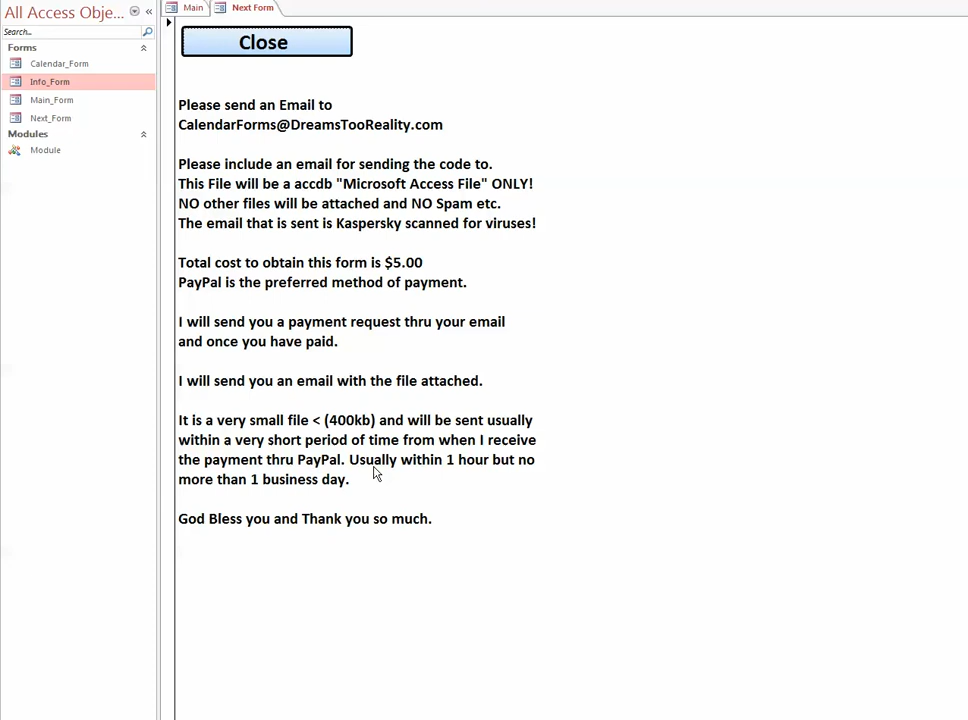 All Access Obje...
Main
Next Form
Search...
Forms
Calendar_Form
Info_Form
Main_Form
Next_Form
Modules
Module
Close
Please send an Email to
CalendarForms@DreamsTooReality.com
Please include an email for sending the code to.
This File will be a accdb "Microsoft Access File" ONLY!
NO other files will be attached and NO Spam etc.
The email that is sent is Kaspersky scanned for viruses!
Total cost to obtain this form is $5.00
PayPal is the preferred method of payment.
I will send you a payment request thru your email
and once you have paid.
I will send you an email with the file attached.
It is a very small file < (400kb) and will be sent usually
within a very short period of time from when I receive
the payment thru PayPal. Usually within 1 hour but no
more than 1 business day.
God Bless you and Thank you so much.